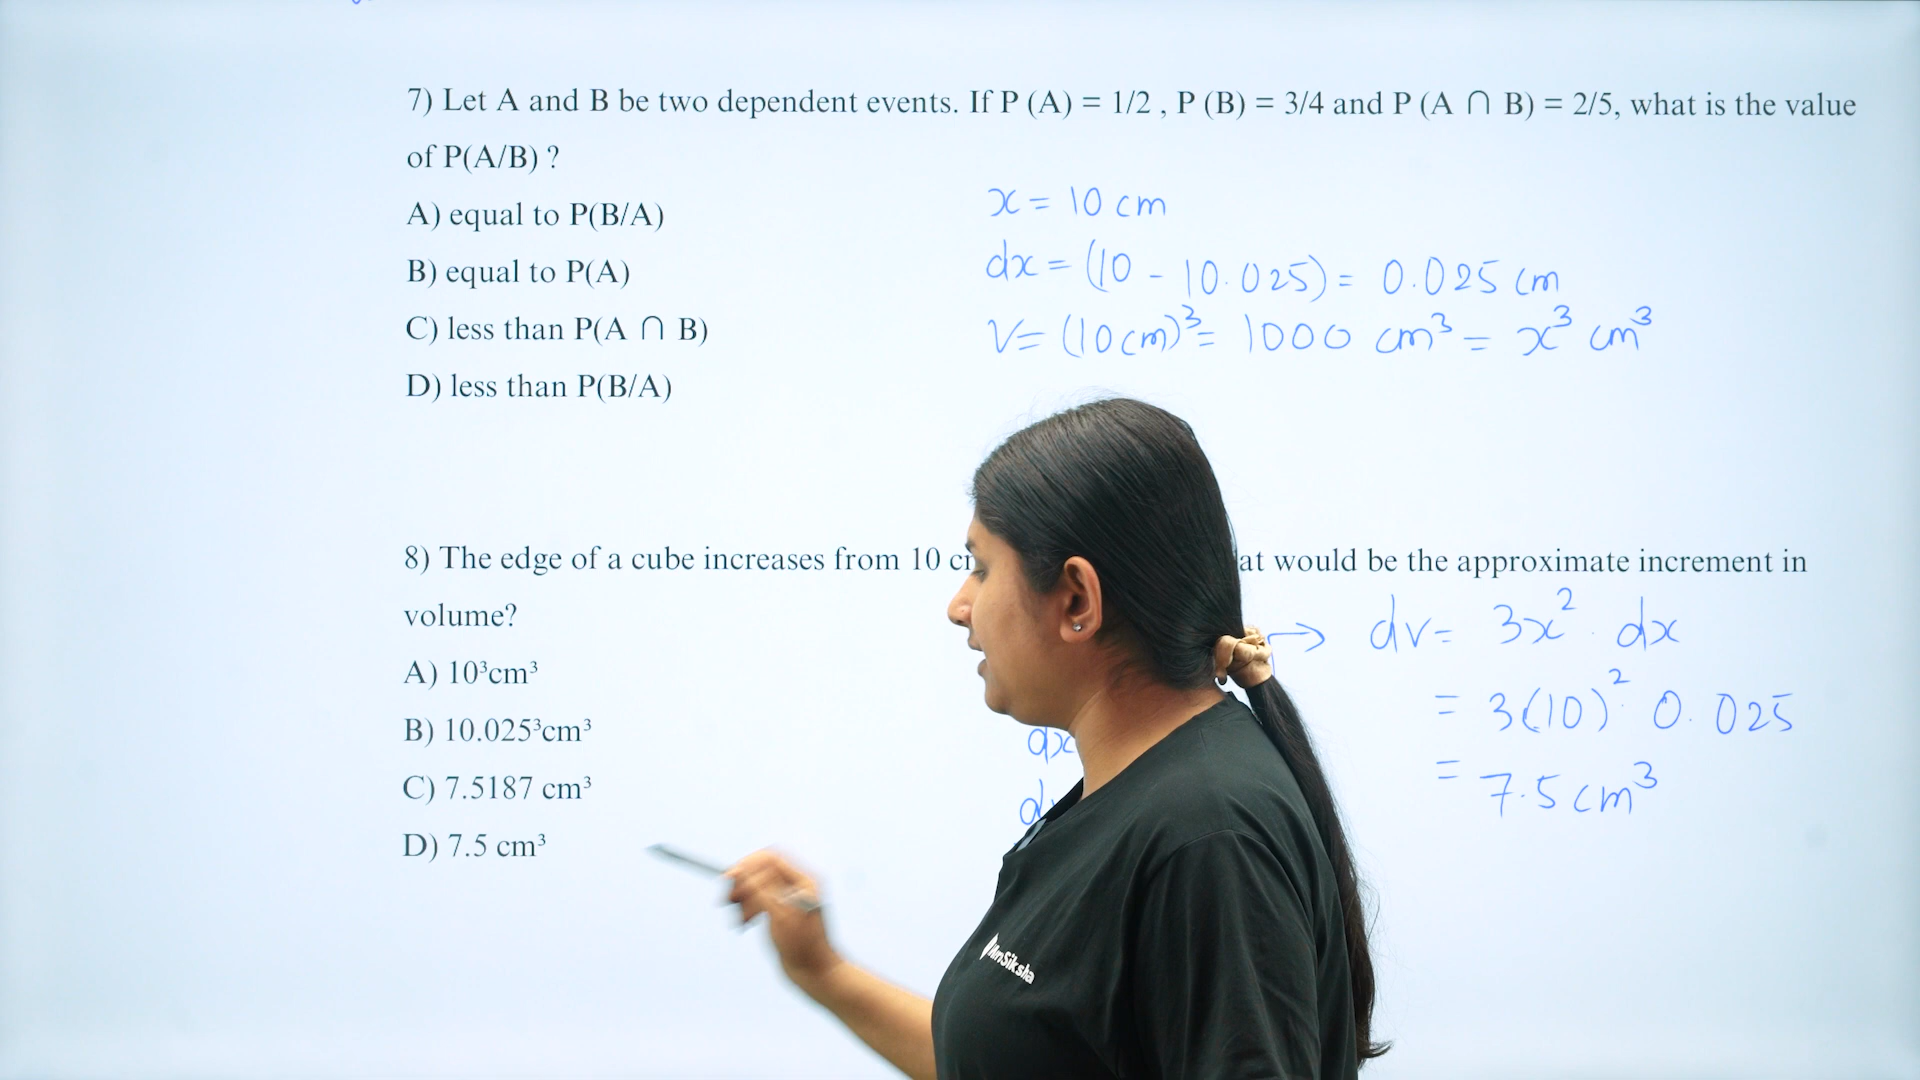 7) Let A and B be two dependent events. If P (A) = 1/2 , P (B) = 3/4 and P (A ∩ B) = 2/5, what is the value
of P(A/B) ?
A) equal to P(B/A)
B) equal to P(A)
C) less than P(A ∩ B)
D) less than P(B/A)
x = 10 cm
dx = (10 - 10.025) = 0.025 cm
V = (10cm)³ = 1000 cm³ = x³ cm³
8) The edge of a cube increases from 10 would be the approximate increment in
volume?
A) 10³cm³
B) 10.025³cm³
C) 7.5187 cm³
D) 7.5 cm³
→ dv = 3x² . dx
= 3(10)² 0.025
= 7.5 cm³
dx